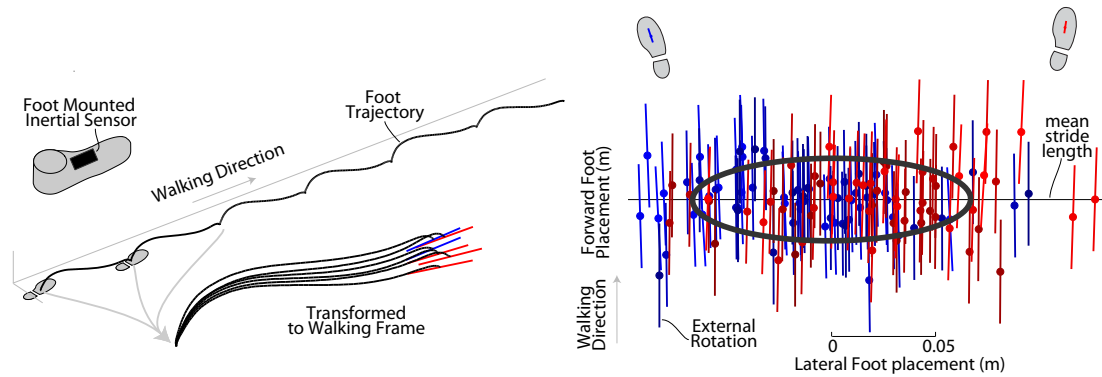 Foot Mounted
Inertial Sensor
Foot
Trajectory
Walking Direction
Transformed
to Walking Frame
mean
stride
length
Forward Foot
Placement (m)
Walking
Direction
External
Rotation
0
0.05
Lateral Foot placement (m)